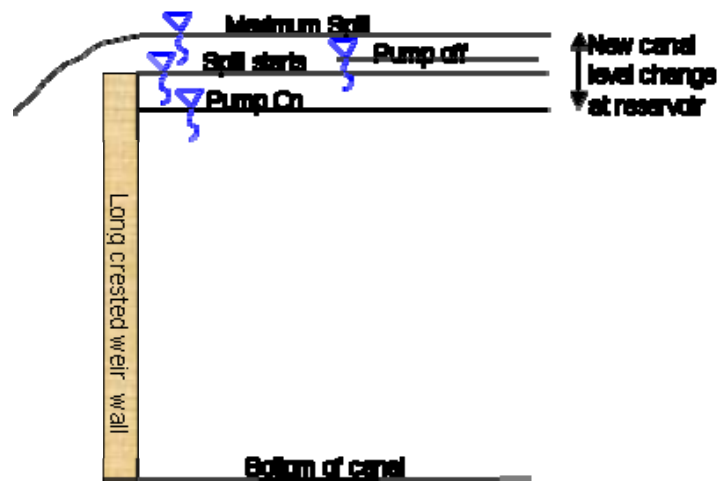 Maximum Spill
Pump off
Spill starts
Pump On
New canal
level change
at reservoir
Long crested weir wall
Bottom of canal